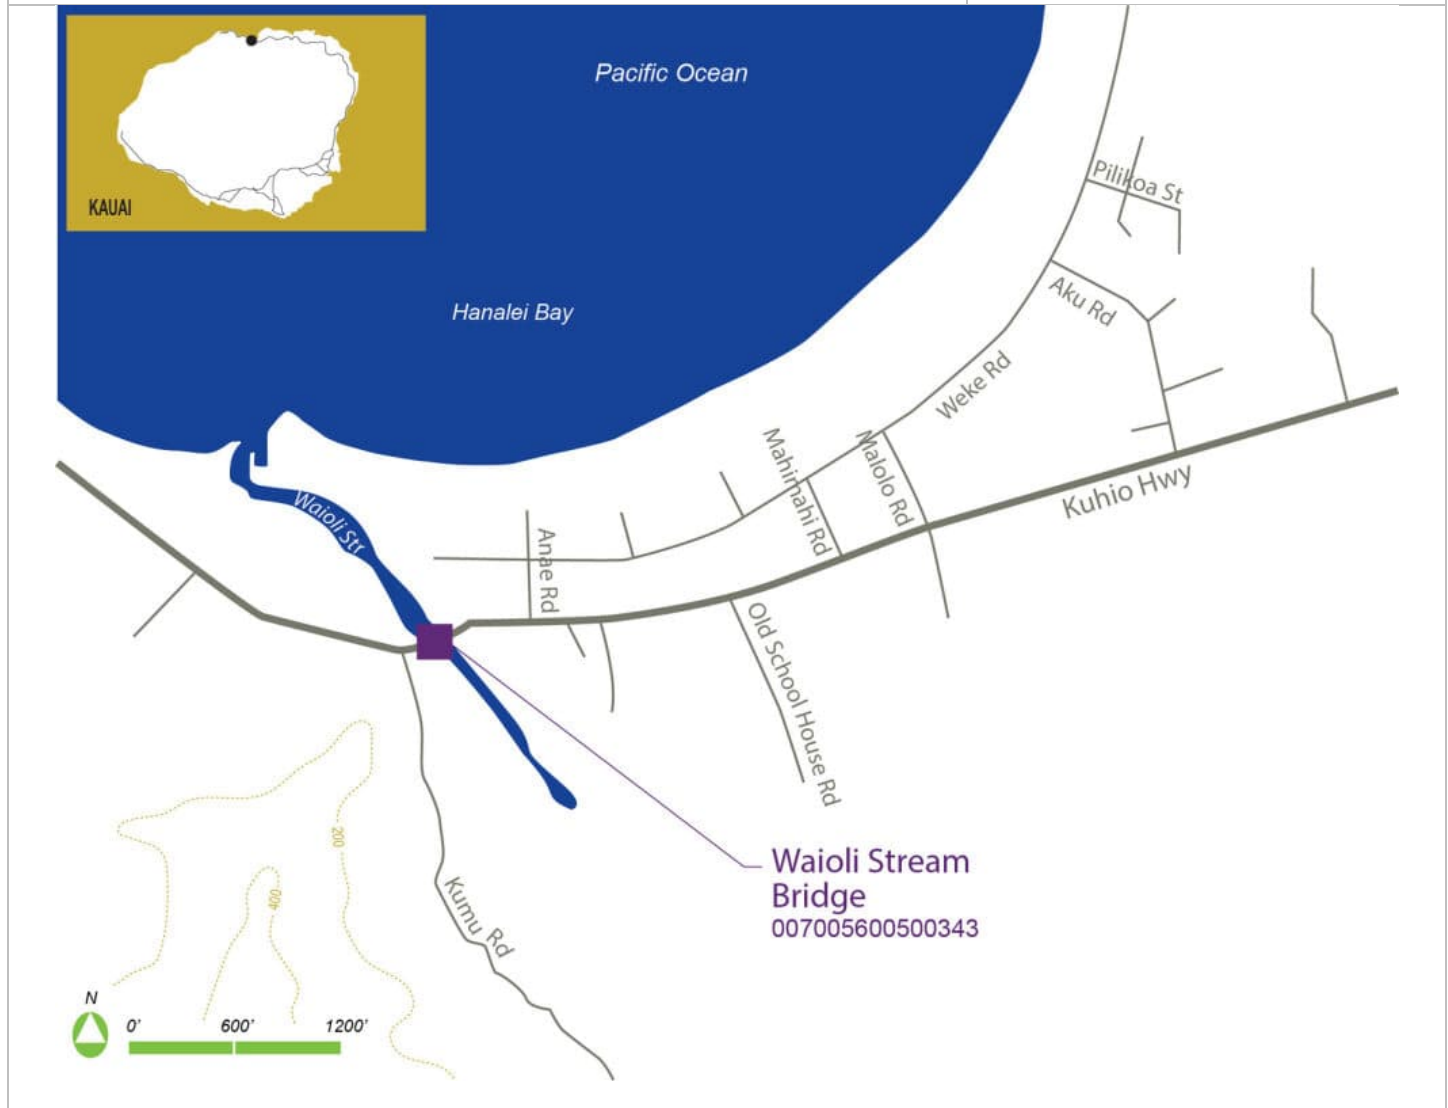 Pacific Ocean
KAUAI
Pilikoa St
Aku Rd
Hanalei Bay
Weke Rd
Mahimahi Rd
Malolo Rd
Kuhio Hwy
Waioli Str
Anae Rd
Old School House Rd
200
Waioli Stream
Bridge
007005600500343
400
Kumu Rd
N
0' 600' 1200'